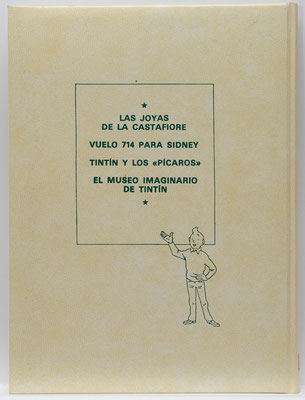 ★
LAS JOYAS
DE LA CASTAFIORE
VUELO 714 PARA SIDNEY
TINTÍN Y LOS «PÍCAROS»
EL MUSEO IMAGINARIO
DE TINTÍN
★